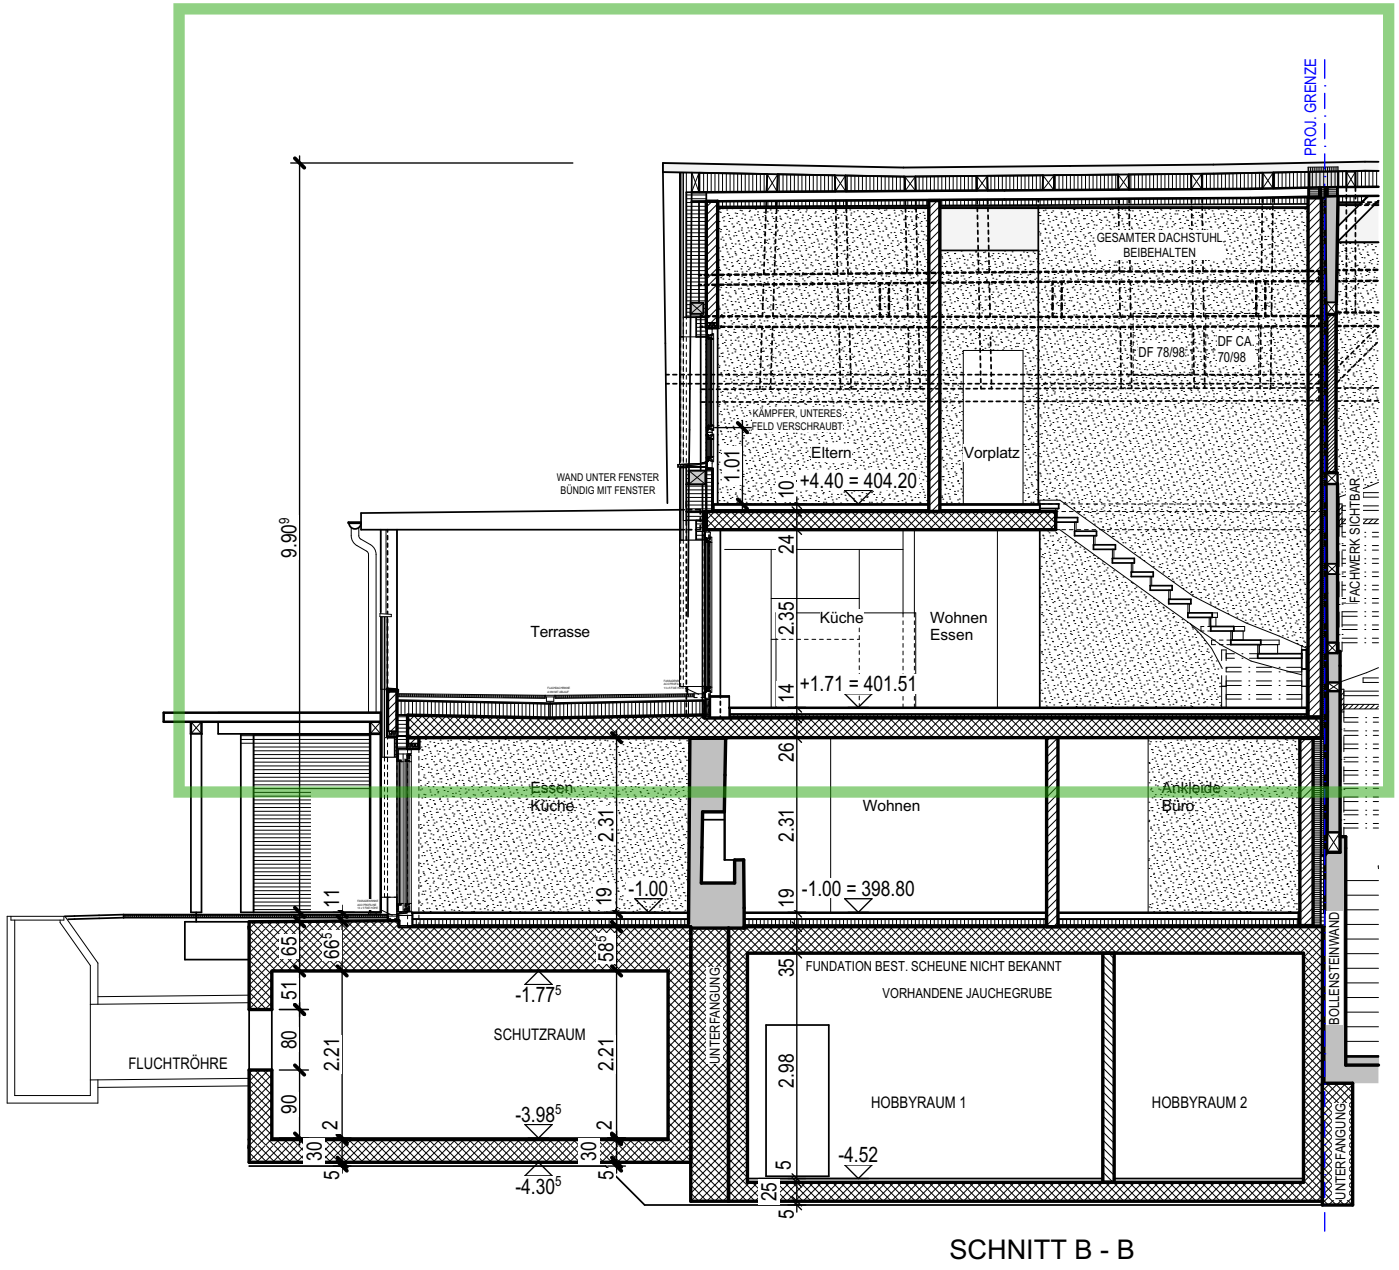 PROJ. GRENZE
GESAMTER DACHSTUHL
BEIBEHALTEN
DF 78/98
DF CA.
70/98
KÄMPFER, UNTERES
FELD VERSCHRAUBT
1.01
Eltern
Vorplatz
WAND UNTER FENSTER
BÜNDIG MIT FENSTER
10
+4.40 = 404.20
9.90⁹
FACHWERK SICHTBAR
24
2.35
Küche
Wohnen
Essen
Terrasse
14
+1.71 = 401.51
26
Essen
Küche
2.31
2.31
Wohnen
Ankleide
Büro
11
19
-1.00
19
-1.00 = 398.80
65
66⁵
58⁵
35
FUNDATION BEST. SCHEUNE NICHT BEKANNT
VORHANDENE JAUCHEGRUBE
BOLLENSTEINWAND
51
-1.77⁵
UNTERFANGUNG
SCHUTZRAUM
80
2.21
2.21
2.98
FLUCHTRÖHRE
90
2
-3.98⁵
2
HOBBYRAUM 1
HOBBYRAUM 2
UNTERFANGUNG
30
30
5
5
-4.30⁵
5
-4.52
25
5
SCHNITT B - B